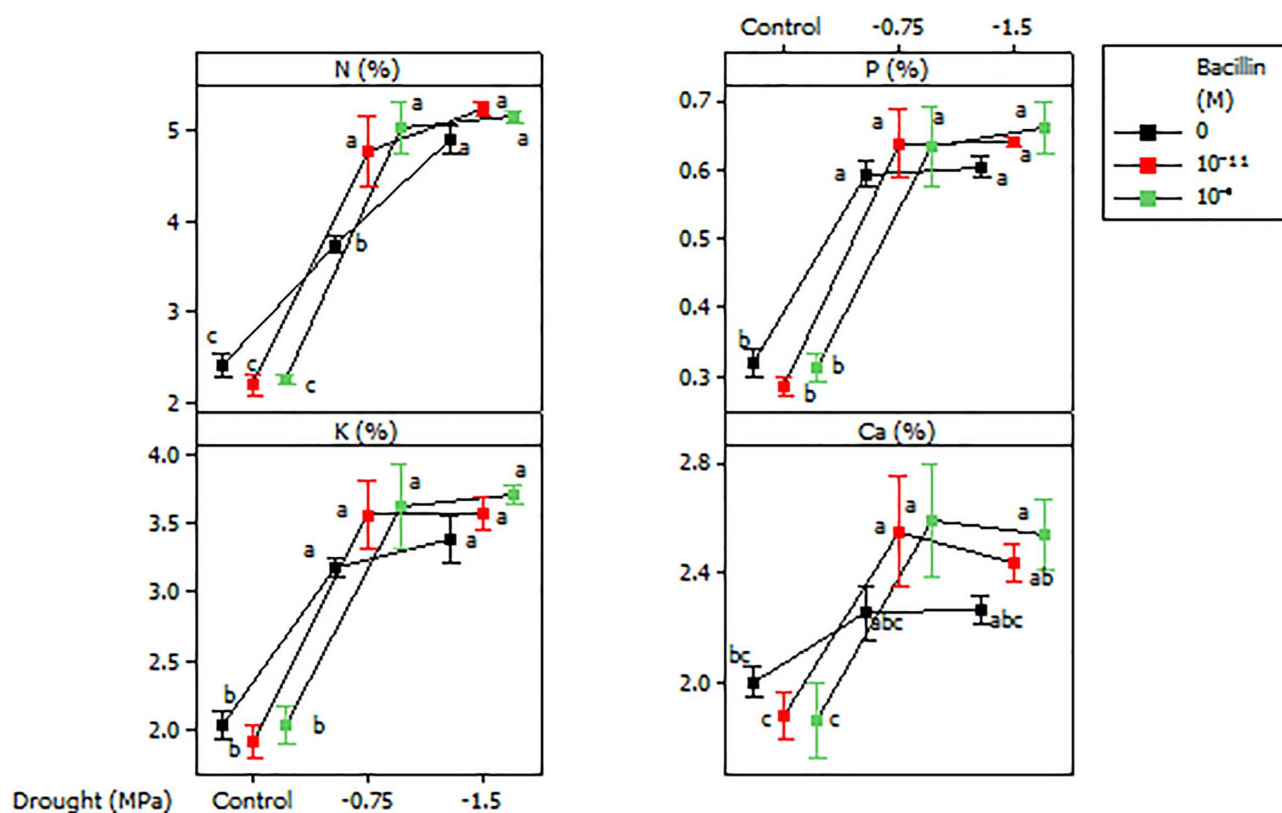 Control -0.75 -1.5
N (%)
5
4
3
2
c
c
c
b
a
a
a
a
a
P (%)
0.7
0.6
0.5
0.4
0.3
b
b
b
a
a
a
a
a
a
Bacillin
(M)
0
10⁻¹¹
10⁻⁹
K (%)
4.0
3.5
3.0
2.5
2.0
b
b
b
a
a
a
a
a
a
Ca (%)
2.8
2.4
2.0
bc
c
c
abc
a
a
abc
ab
a
Drought (MPa) Control -0.75 -1.5